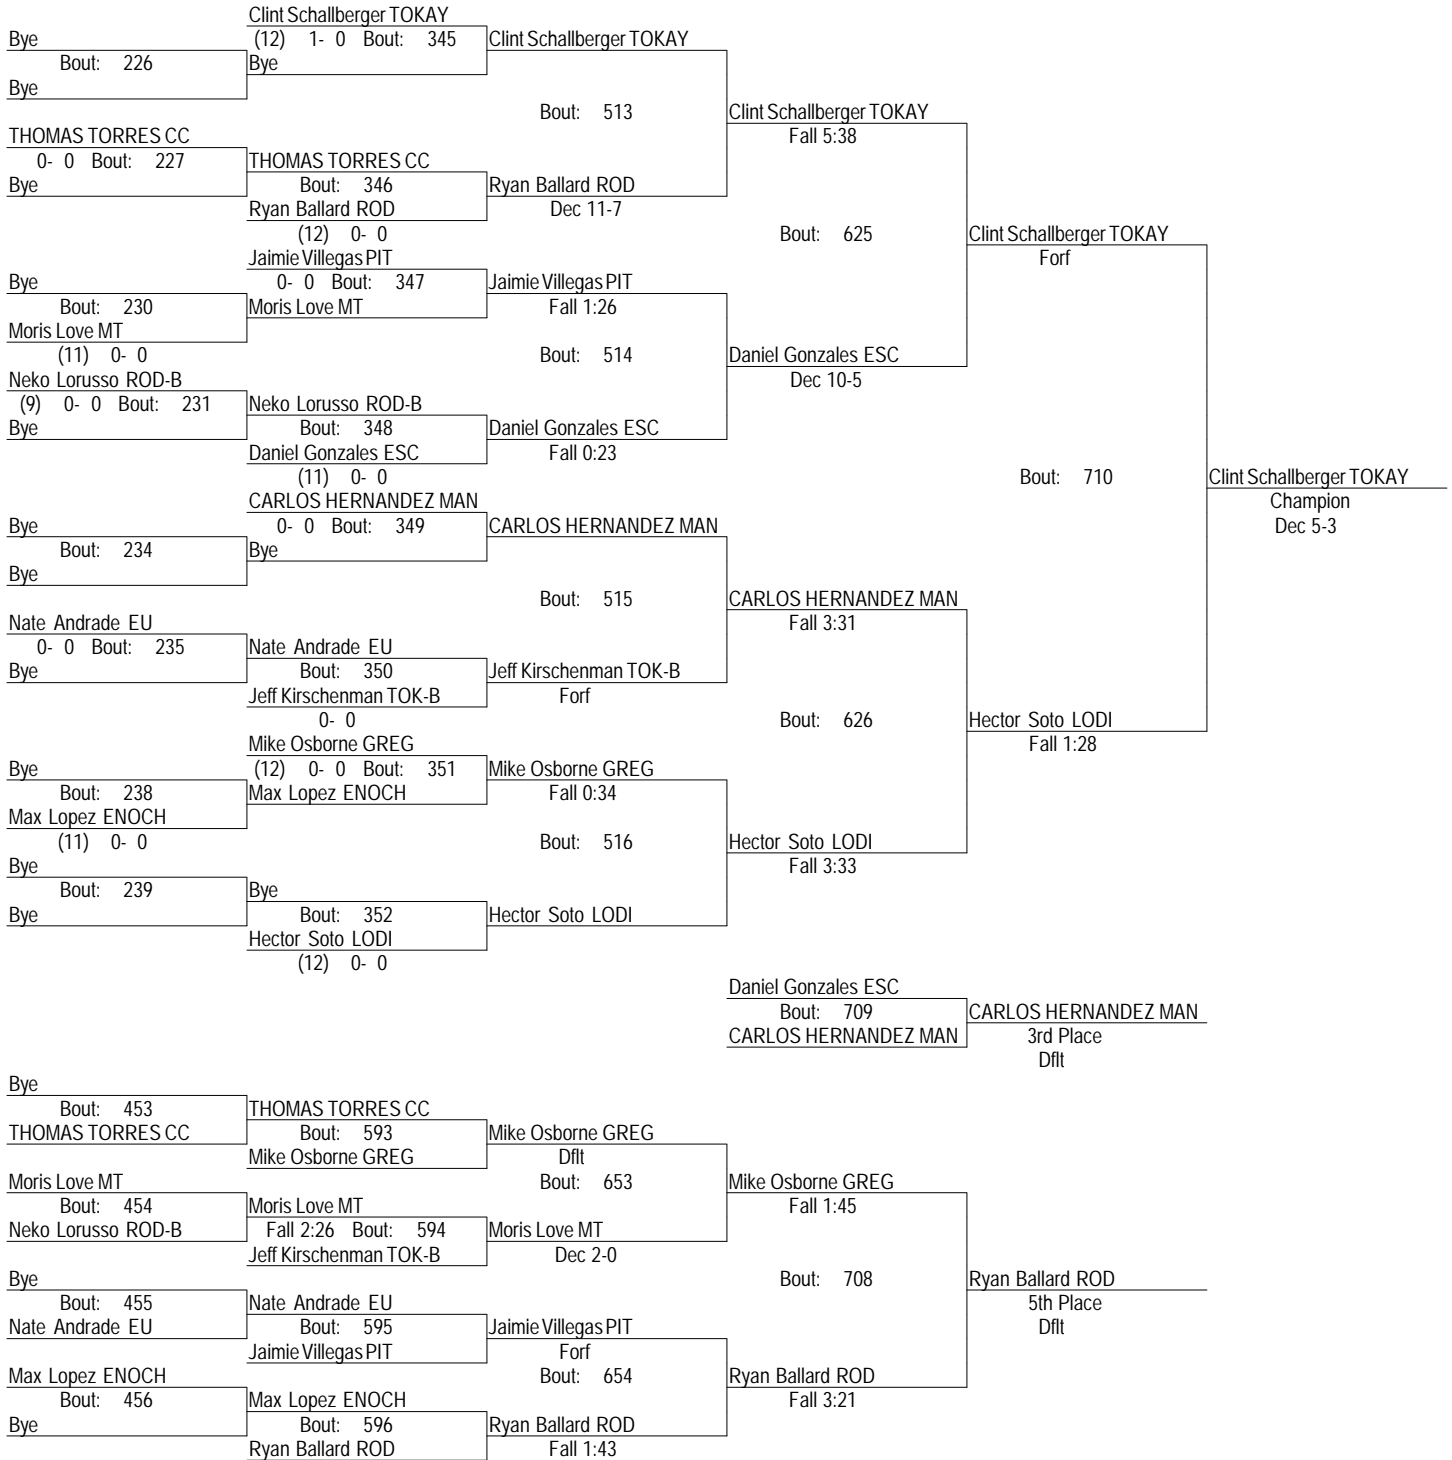 Clint Schallberger TOKAY
Bye (12) 1- 0 Bout: 345 Clint Schallberger TOKAY
Bout: 226 Bye
Bye
Bout: 513 Clint Schallberger TOKAY
THOMAS TORRES CC Fall 5:38
0- 0 Bout: 227 THOMAS TORRES CC
Bye Bout: 346 Ryan Ballard ROD
Ryan Ballard ROD Dec 11-7
(12) 0- 0 Bout: 625 Clint Schallberger TOKAY
Jaimie Villegas PIT Forf
Bye 0- 0 Bout: 347 Jaimie Villegas PIT
Bout: 230 Moris Love MT Fall 1:26
Moris Love MT
(11) 0- 0 Bout: 514 Daniel Gonzales ESC
Neko Lorusso ROD-B Dec 10-5
(9) 0- 0 Bout: 231 Neko Lorusso ROD-B
Bye Bout: 348 Daniel Gonzales ESC
Daniel Gonzales ESC Fall 0:23
(11) 0- 0 Bout: 710 Clint Schallberger TOKAY
CARLOS HERNANDEZ MAN Champion
Bye 0- 0 Bout: 349 CARLOS HERNANDEZ MAN Dec 5-3
Bout: 234 Bye
Bye
Bout: 515 CARLOS HERNANDEZ MAN
Nate Andrade EU Fall 3:31
0- 0 Bout: 235 Nate Andrade EU
Bye Bout: 350 Jeff Kirschenman TOK-B
Jeff Kirschenman TOK-B Forf
0- 0 Bout: 626 Hector Soto LODI
Mike Osborne GREG Fall 1:28
Bye (12) 0- 0 Bout: 351 Mike Osborne GREG
Bout: 238 Max Lopez ENOCH Fall 0:34
Max Lopez ENOCH
(11) 0- 0 Bout: 516 Hector Soto LODI
Bye Fall 3:33
Bout: 239 Bye
Bye Bout: 352 Hector Soto LODI
Hector Soto LODI
(12) 0- 0
Daniel Gonzales ESC
Bout: 709 CARLOS HERNANDEZ MAN
CARLOS HERNANDEZ MAN 3rd Place
Dflt
Bye
Bout: 453 THOMAS TORRES CC
THOMAS TORRES CC Bout: 593 Mike Osborne GREG
Mike Osborne GREG Dflt
Moris Love MT Bout: 653 Mike Osborne GREG
Bout: 454 Moris Love MT Fall 1:45
Neko Lorusso ROD-B Fall 2:26 Bout: 594 Moris Love MT
Jeff Kirschenman TOK-B Dec 2-0
Bye Bout: 708 Ryan Ballard ROD
Bout: 455 Nate Andrade EU 5th Place
Nate Andrade EU Bout: 595 Jaimie Villegas PIT Dflt
Jaimie Villegas PIT Forf
Max Lopez ENOCH Bout: 654 Ryan Ballard ROD
Bout: 456 Max Lopez ENOCH Fall 3:21
Bye Bout: 596 Ryan Ballard ROD
Ryan Ballard ROD Fall 1:43